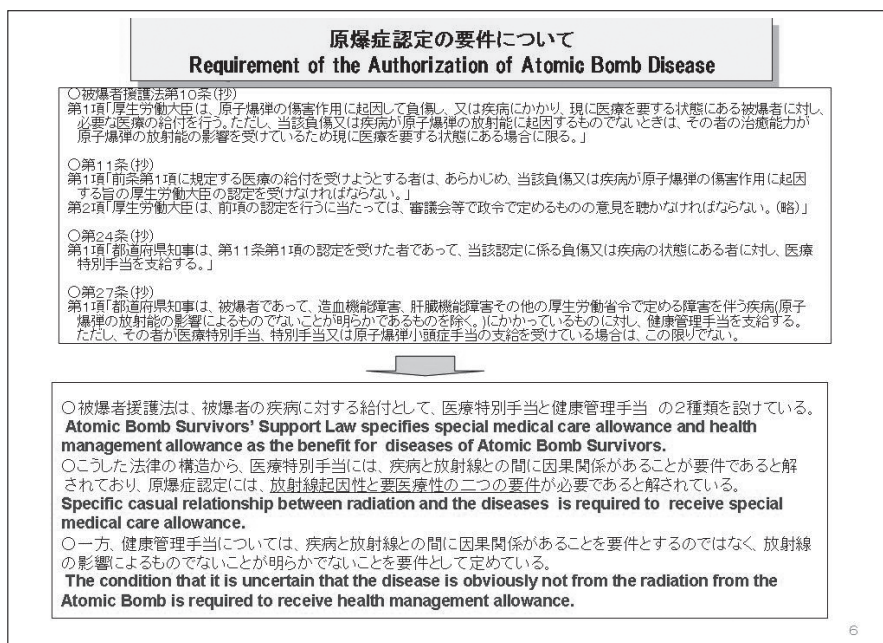 原爆症認定の要件について
Requirement of the Authorization of Atomic Bomb Disease
○被爆者援護法第10条(抄)
第1項「厚生労働大臣は、原子爆弾の傷害作用に起因して負傷し、又は疾病にかかり、現に医療を要する状態にある被爆者に対し、
必要な医療の給付を行う。ただし、当該負傷又は疾病が原子爆弾の放射能に起因するものでないときは、その者の治癒能力が
原子爆弾の放射能の影響を受けているため現に医療を要する状態にある場合に限る。」
○第11条(抄)
第1項「前条第1項に規定する医療の給付を受けようとする者は、あらかじめ、当該負傷又は疾病が原子爆弾の傷害作用に起因
する旨の厚生労働大臣の認定を受けなければならない。」
第2項「厚生労働大臣は、前項の認定を行うに当たっては、審議会等で政令で定めるものの意見を聴かなければならない。(略)」
○第24条(抄)
第1項「都道府県知事は、第11条第1項の認定を受けた者であって、当該認定に係る負傷又は疾病の状態にある者に対し、医療
特別手当を支給する。」
○第27条(抄)
第1項「都道府県知事は、被爆者であって、造血機能障害、肝臓機能障害その他の厚生労働省令で定める障害を伴う疾病(原子
爆弾の放射能の影響によるものでないことが明らかであるものを除く。)にかかっているものに対し、健康管理手当を支給する。
ただし、その者が医療特別手当、特別手当又は原子爆弾小頭症手当の支給を受けている場合は、この限りでない。
○被爆者援護法は、被爆者の疾病に対する給付として、医療特別手当と健康管理手当 の2種類を設けている。
Atomic Bomb Survivors' Support Law specifies special medical care allowance and health
management allowance as the benefit for diseases of Atomic Bomb Survivors.
○こうした法律の構造から、医療特別手当には、疾病と放射線との間に因果関係があることが要件であると解
されており、原爆症認定には、放射線起因性と要医療性の二つの要件が必要であると解されている。
Specific casual relationship between radiation and the diseases is required to receive special
medical care allowance.
○一方、健康管理手当については、疾病と放射線との間に因果関係があることを要件とするのではなく、放射線
の影響によるものでないことが明らかでないことを要件として定めている。
The condition that it is uncertain that the disease is obviously not from the radiation from the
Atomic Bomb is required to receive health management allowance.
6